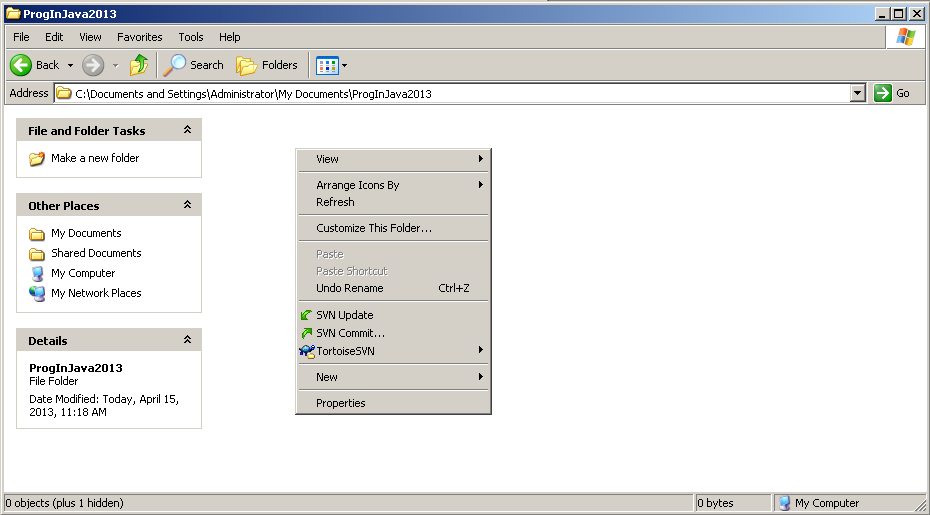 ProgInJava2013
File Edit View Favorites Tools Help
Back Search Folders
Address C:\Documents and Settings\Administrator\My Documents\ProgInJava2013 Go
File and Folder Tasks
Make a new folder
Other Places
My Documents
Shared Documents
My Computer
My Network Places
Details
ProgInJava2013
File Folder
Date Modified: Today, April 15,
2013, 11:18 AM
View
Arrange Icons By
Refresh
Customize This Folder...
Paste
Paste Shortcut
Undo Rename Ctrl+Z
SVN Update
SVN Commit...
TortoiseSVN
New
Properties
0 objects (plus 1 hidden) 0 bytes My Computer